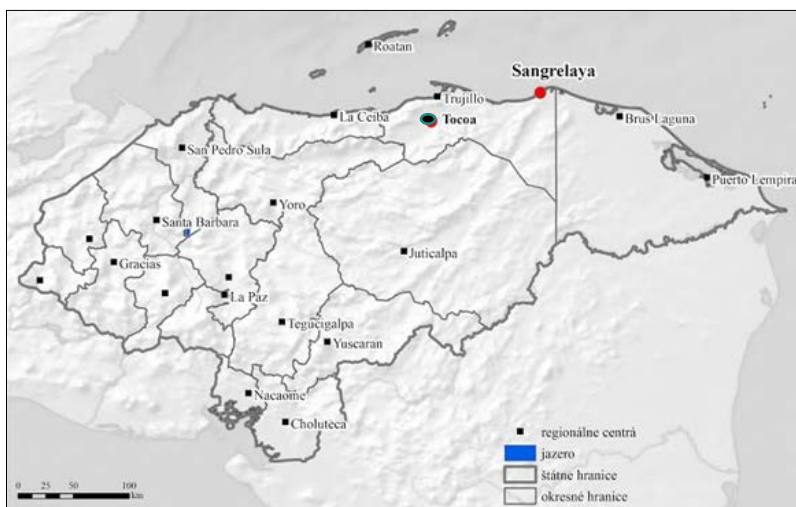 Roatan
Sangrelaya
Trujillo
La Ceiba
Tocoa
Brus Laguna
San Pedro Sula
Puerto Lempira
Yoro
Santa Barbara
Juticalpa
Gracias
La Paz
Tegucigalpa
Yuscaran
Nacaome
Choluteca
regionálne centrá
jazero
štátne hranice
okresné hranice
0 25 50 100
km